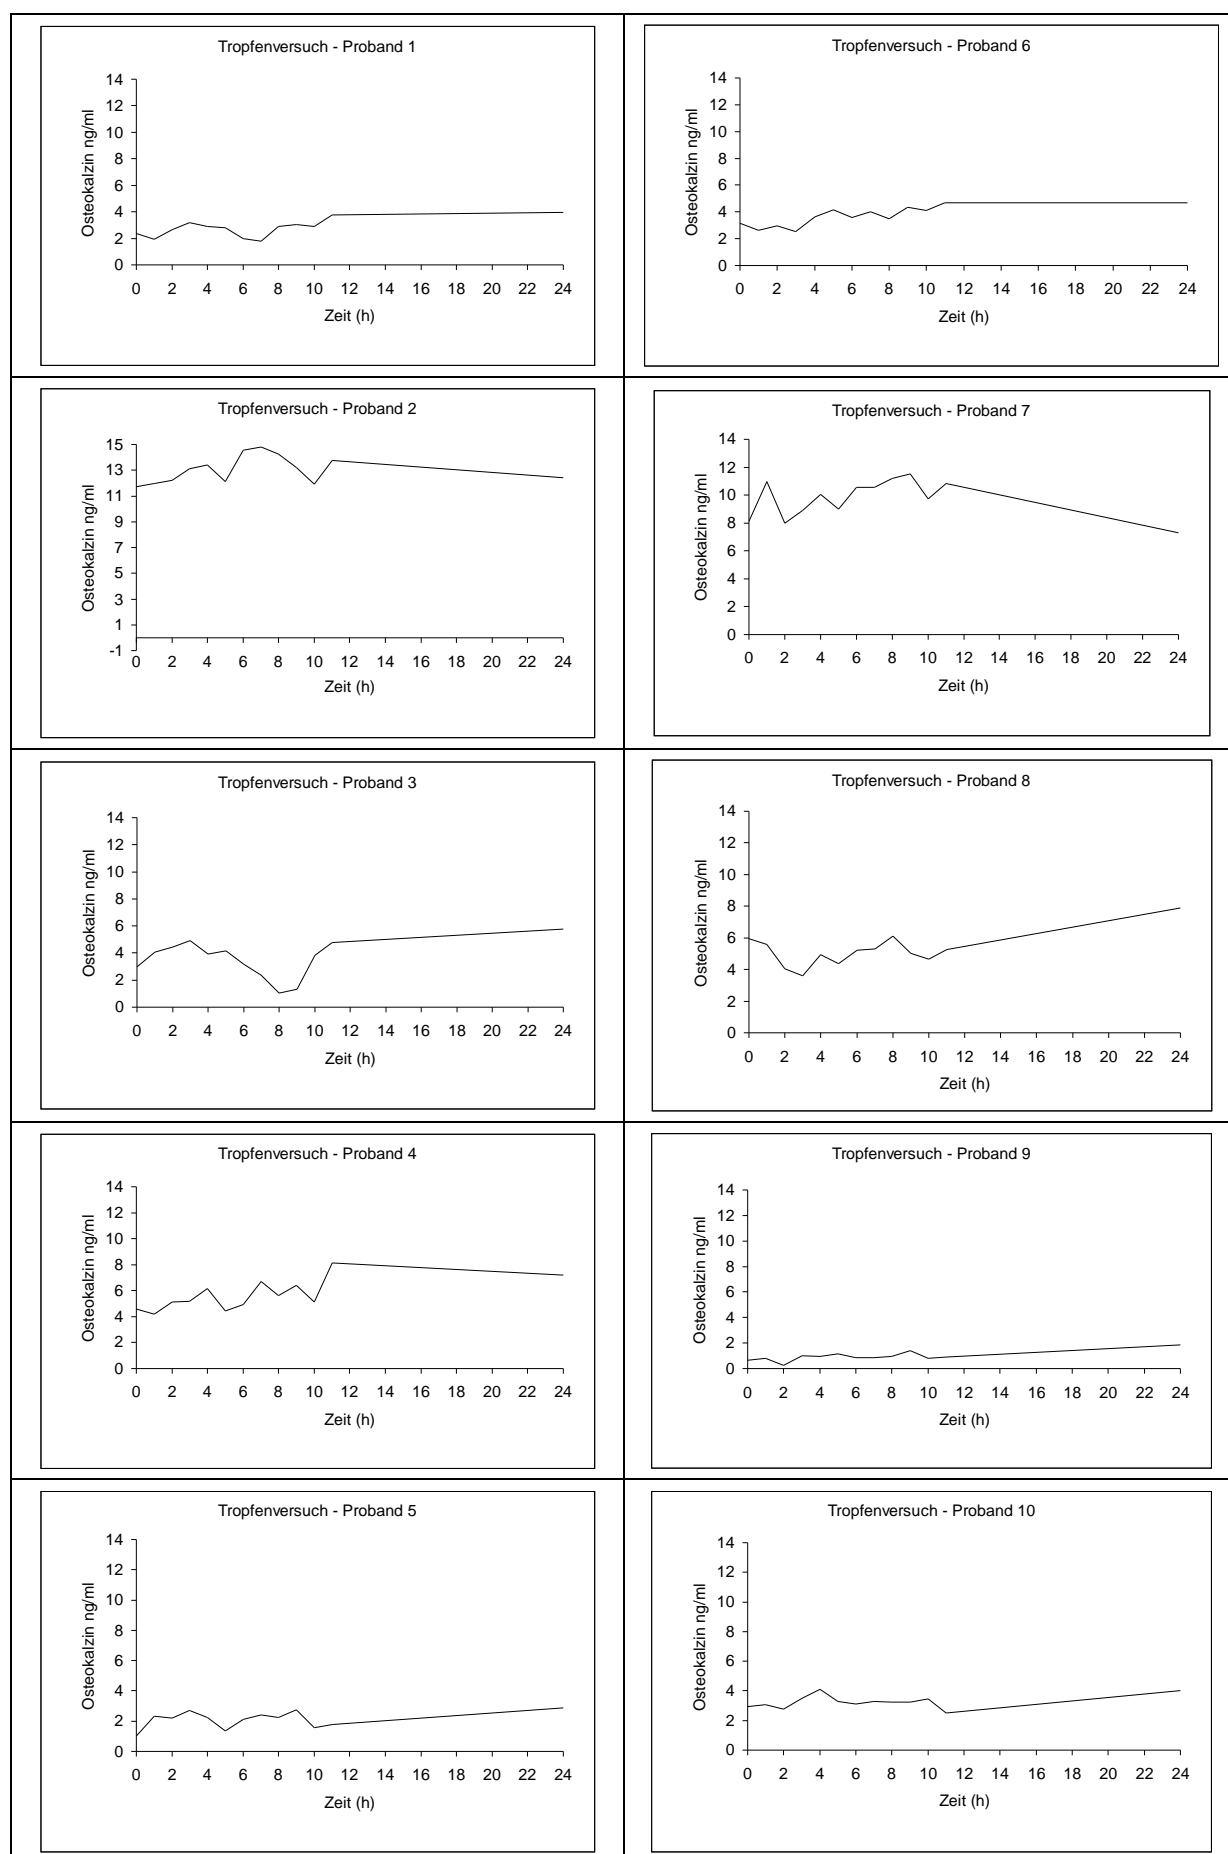 Tropfenversuch - Proband 1
Osteokalzin ng/ml
14
12
10
8
6
4
2
0
0 2 4 6 8 10 12 14 16 18 20 22 24
Zeit (h)
Tropfenversuch - Proband 6
Osteokalzin ng/ml
14
12
10
8
6
4
2
0
0 2 4 6 8 10 12 14 16 18 20 22 24
Zeit (h)
Tropfenversuch - Proband 2
Osteokalzin ng/ml
15
13
11
9
7
5
3
1
-1
0 2 4 6 8 10 12 14 16 18 20 22 24
Zeit (h)
Tropfenversuch - Proband 7
Osteokalzin ng/ml
14
12
10
8
6
4
2
0
0 2 4 6 8 10 12 14 16 18 20 22 24
Zeit (h)
Tropfenversuch - Proband 3
Osteokalzin ng/ml
14
12
10
8
6
4
2
0
0 2 4 6 8 10 12 14 16 18 20 22 24
Zeit (h)
Tropfenversuch - Proband 8
Osteokalzin ng/ml
14
12
10
8
6
4
2
0
0 2 4 6 8 10 12 14 16 18 20 22 24
Zeit (h)
Tropfenversuch - Proband 4
Osteokalzin ng/ml
14
12
10
8
6
4
2
0
0 2 4 6 8 10 12 14 16 18 20 22 24
Zeit (h)
Tropfenversuch - Proband 9
Osteokalzin ng/ml
14
12
10
8
6
4
2
0
0 2 4 6 8 10 12 14 16 18 20 22 24
Zeit (h)
Tropfenversuch - Proband 5
Osteokalzin ng/ml
14
12
10
8
6
4
2
0
0 2 4 6 8 10 12 14 16 18 20 22 24
Zeit (h)
Tropfenversuch - Proband 10
Osteokalzin ng/ml
14
12
10
8
6
4
2
0
0 2 4 6 8 10 12 14 16 18 20 22 24
Zeit (h)